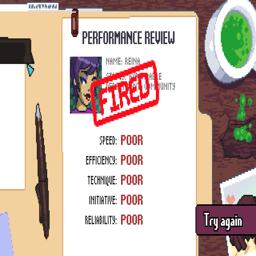 PERFORMANCE REVIEW
NAME: REINA
FIRED
SPEED: POOR
EFFICIENCY: POOR
TECHNIQUE: POOR
INITIATIVE: POOR
RELIABILITY: POOR
Try again